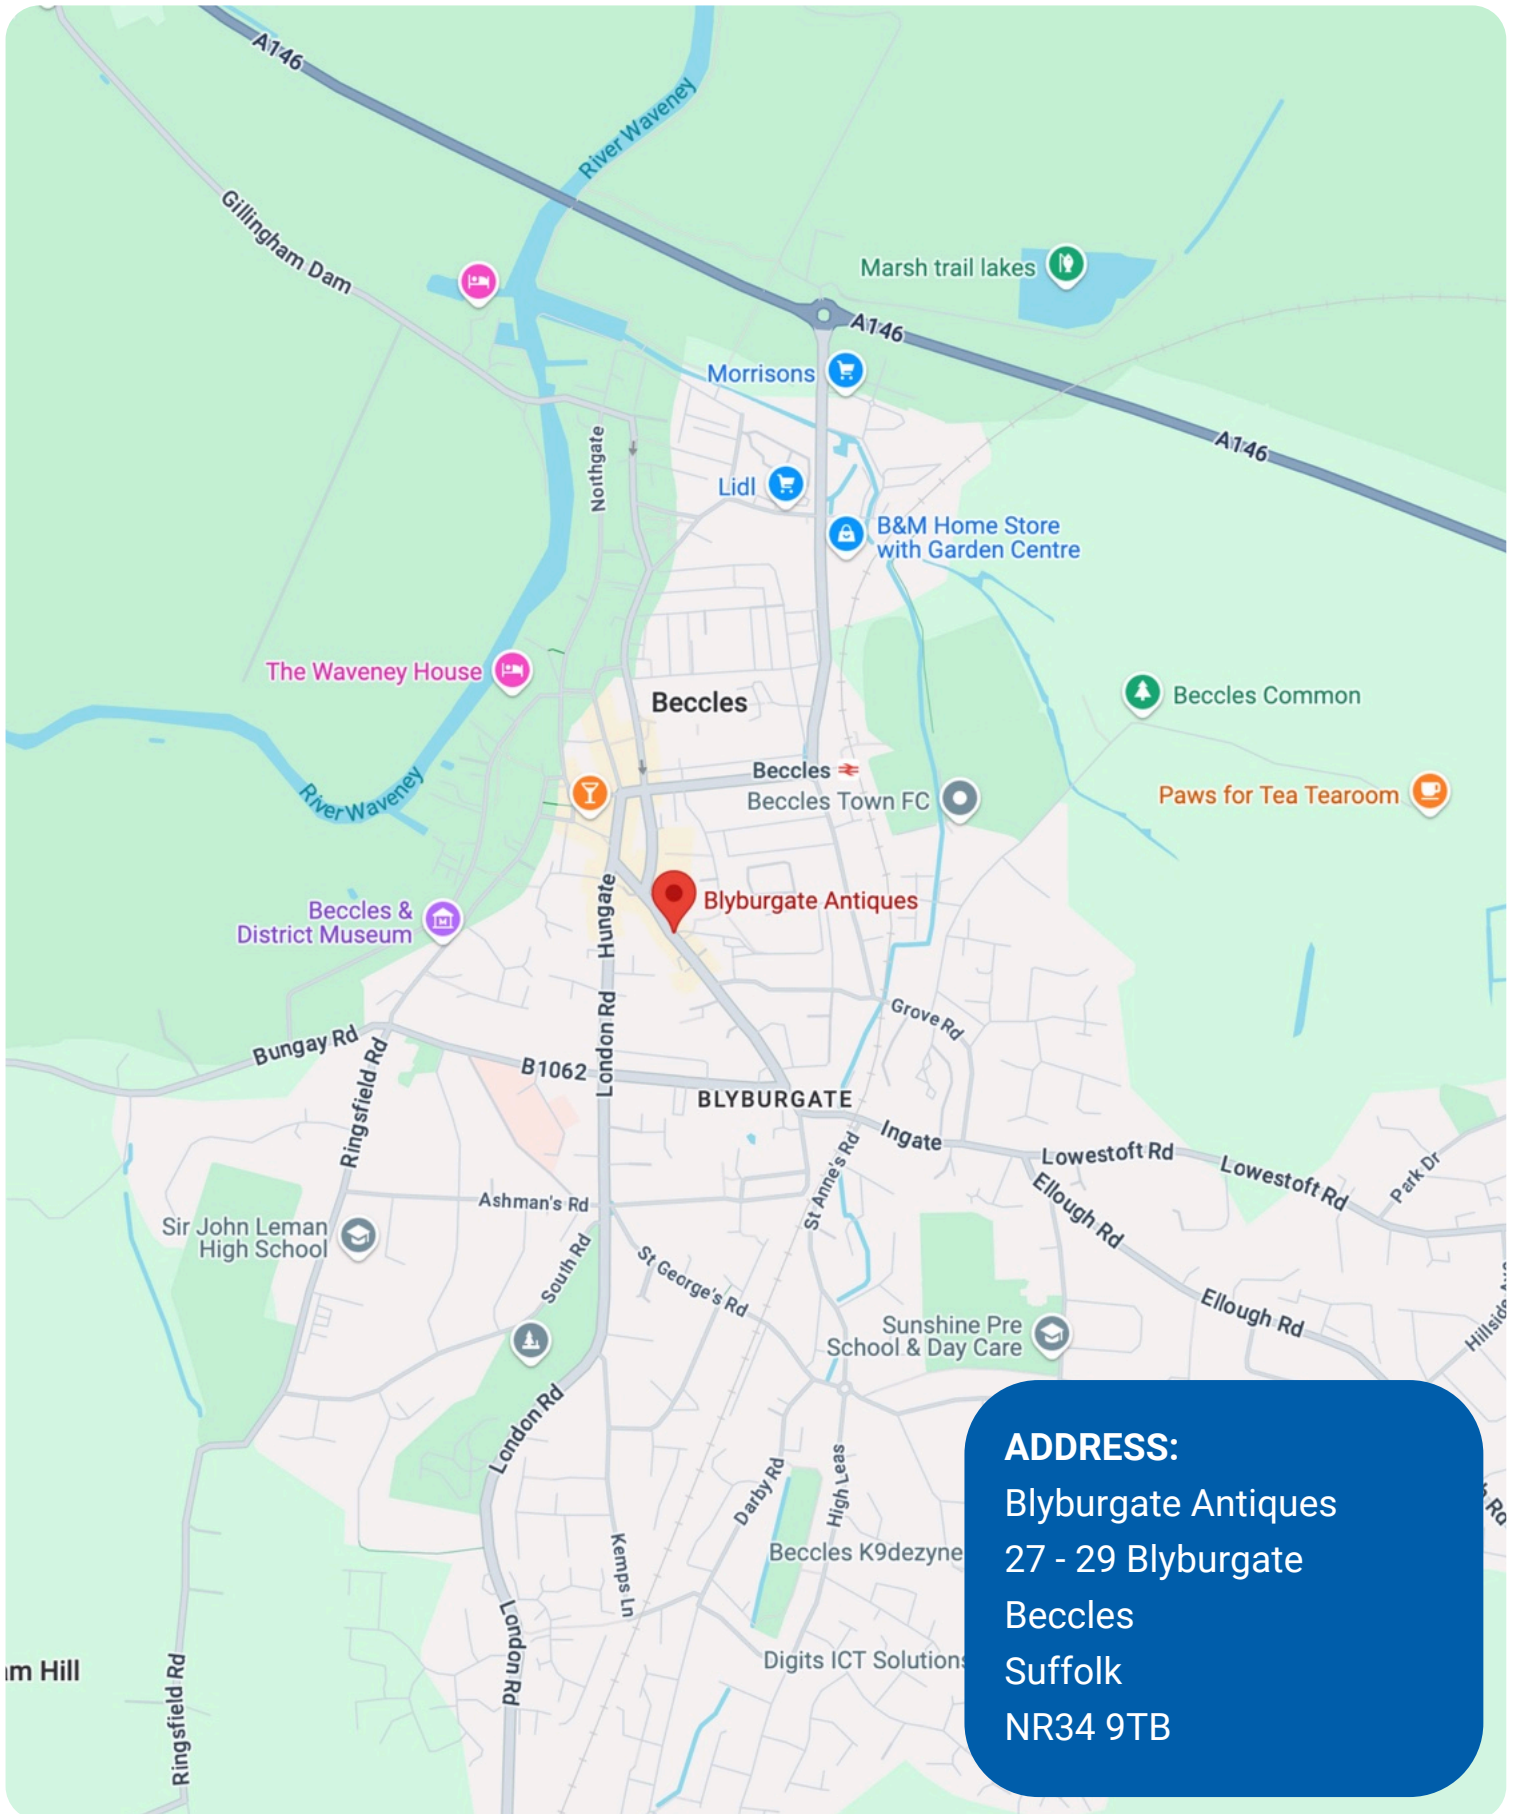 A146
River Waveney
Gillingham Dam
Marsh trail lakes
A146
Morrisons
A146
Northgate
Lidl
B&M Home Store
with Garden Centre
The Waveney House
Beccles
Beccles Common
Beccles
Beccles Town FC
Paws for Tea Tearoom
River Waveney
Hungate
Blyburgate Antiques
Beccles &
District Museum
London Rd
Grove Rd
Bungay Rd
B1062
Ringsfield Rd
BLYBURGATE
Ingate
Lowestoft Rd
Lowestoft Rd
Park Dr
St Anne's Rd
Ellough Rd
Ashman's Rd
Sir John Leman
High School
South Rd
St George's Rd
Ellough Rd
Hillside
Sunshine Pre
School & Day Care
London Rd
Darby Rd
High Leas
Kemps Ln
Beccles K9dezyne
London Rd
Digits ICT Solutions
am Hill
Ringsfield Rd
Rd
ADDRESS:
Blyburgate Antiques
27 - 29 Blyburgate
Beccles
Suffolk
NR34 9TB